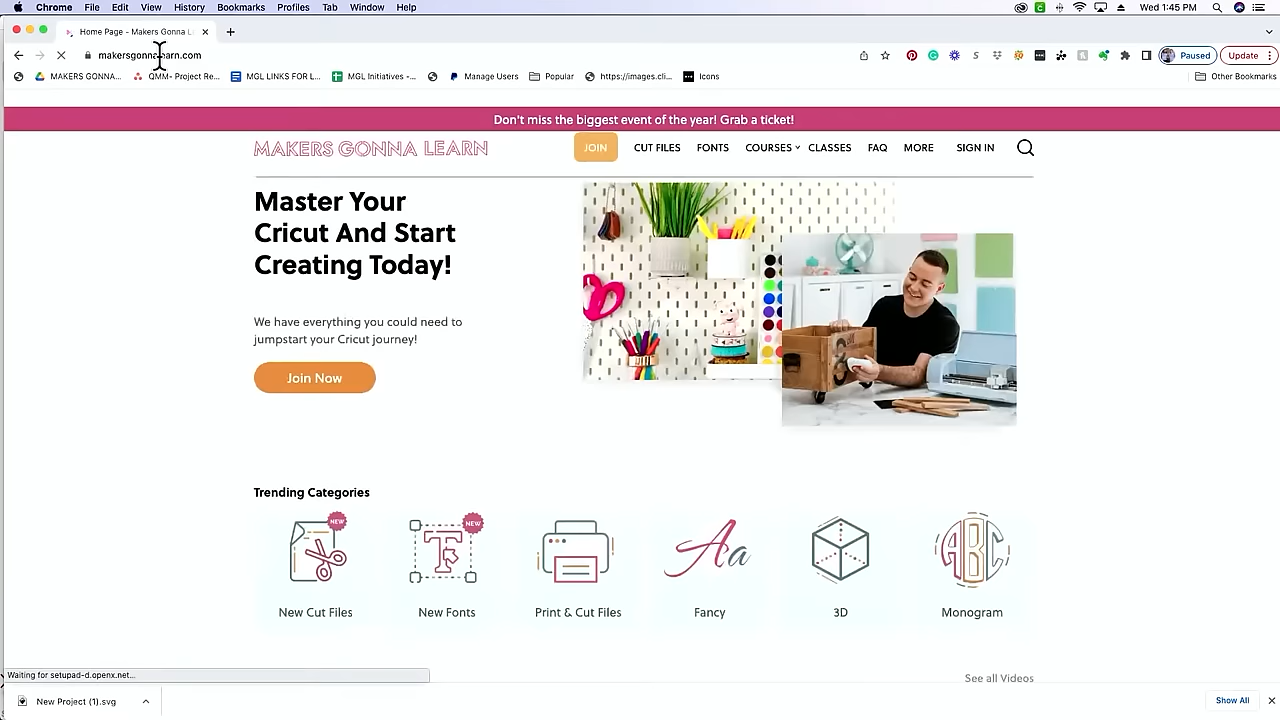 Chrome File Edit View History Bookmarks Profiles Tab Window Help Wed 1:45 PM
Home Page - Makers Gonna L
makersgonnalearn.com Paused Update
MAKERS GONNA... QMM- Project Re... MGL LINKS FOR L... MGL Initiatives -... Manage Users Popular https://images.cli... Icons Other Bookmarks
Don't miss the biggest event of the year! Grab a ticket!
MAKERS GONNA LEARN JOIN CUT FILES FONTS COURSES CLASSES FAQ MORE SIGN IN
Master Your
Cricut And Start
Creating Today!
We have everything you could need to
jumpstart your Cricut journey!
Join Now
Trending Categories
NEW NEW
T Aa ABC
New Cut Files New Fonts Print & Cut Files Fancy 3D Monogram
Waiting for setupad-d.openx.net...
See all Videos
New Project (1).svg Show All